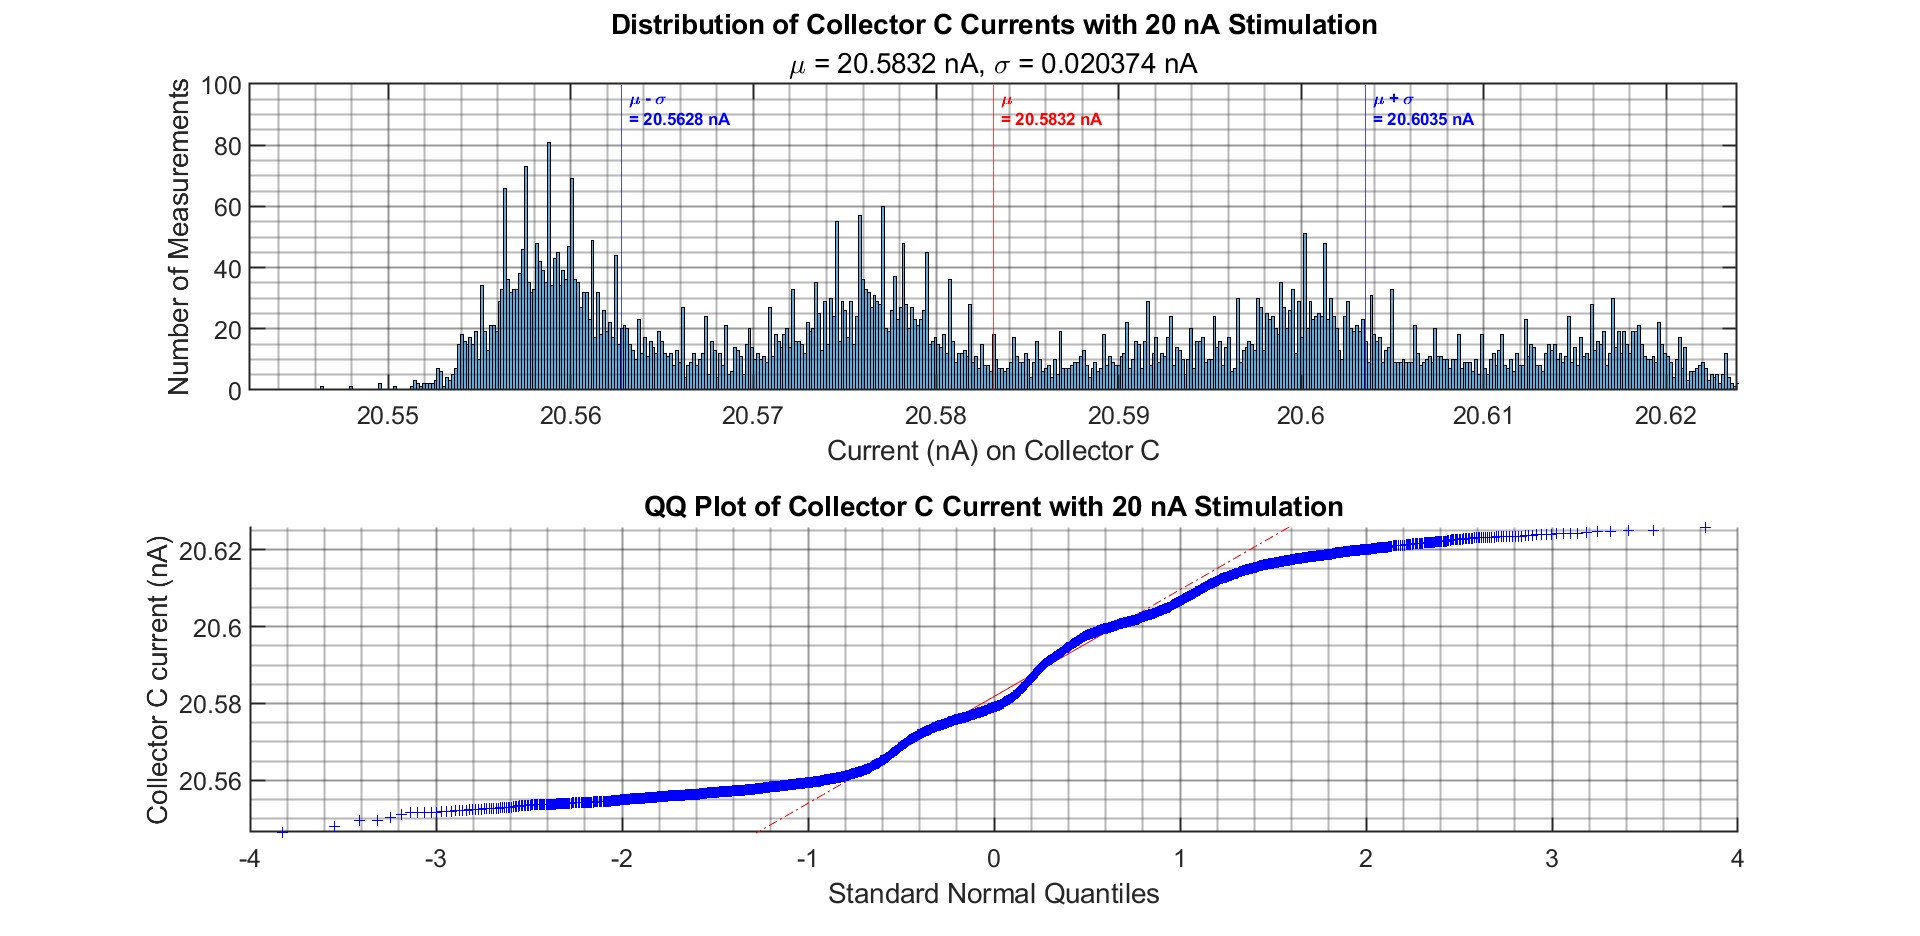 Distribution of Collector C Currents with 20 nA Stimulation
μ = 20.5832 nA, σ = 0.020374 nA
Number of Measurements
100
80
60
40
20
0
μ - σ
= 20.5628 nA
μ
= 20.5832 nA
μ + σ
= 20.6035 nA
20.55 20.56 20.57 20.58 20.59 20.6 20.61 20.62
Current (nA) on Collector C
QQ Plot of Collector C Current with 20 nA Stimulation
Collector C current (nA)
20.62
20.6
20.58
20.56
-4 -3 -2 -1 0 1 2 3 4
Standard Normal Quantiles